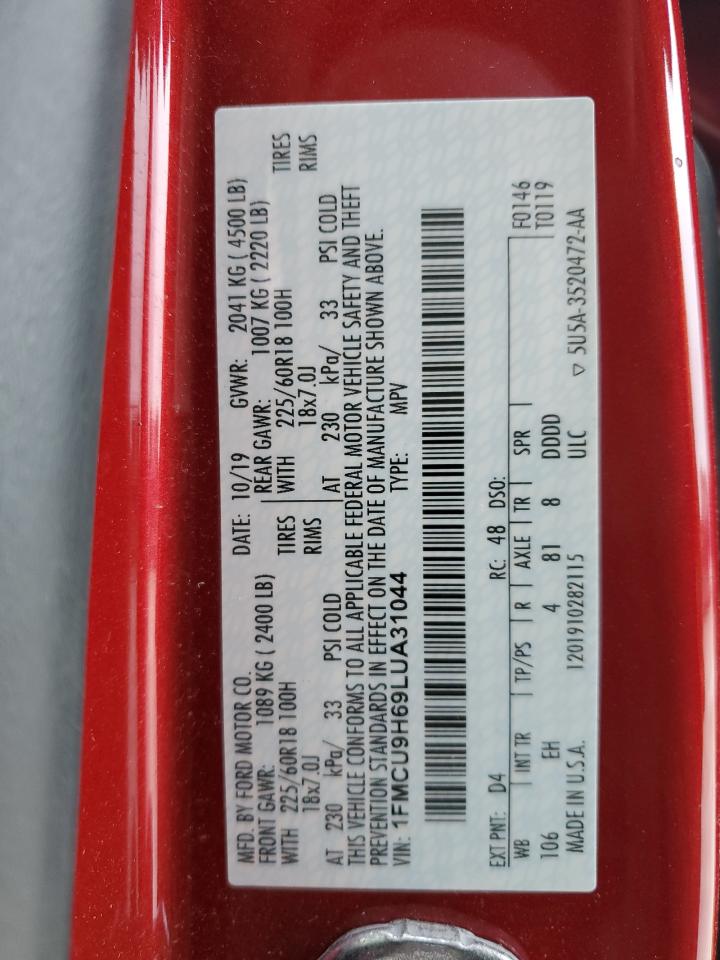 MFD. BY FORD MOTOR CO. DATE: 10/19 GVWR: 2041 KG ( 4500 LB)
FRONT GAWR: 1089 KG ( 2400 LB) REAR GAWR: 1007 KG ( 2220 LB)
WITH 225/60R18 100H TIRES WITH 225/60R18 100H TIRES
18x7.0J RIMS 18x7.0J RIMS
AT 230 kPa/ 33 PSI COLD AT 230 kPa/ 33 PSI COLD
THIS VEHICLE CONFORMS TO ALL APPLICABLE FEDERAL MOTOR VEHICLE SAFETY AND THEFT
PREVENTION STANDARDS IN EFFECT ON THE DATE OF MANUFACTURE SHOWN ABOVE.
VIN: 1FMCU9H69LUA31044 TYPE: MPV
EXT PNT: D4 RC: 48 DSO:
WB INT TR TP/PS R AXLE TR SPR F0146
106 EH 4 81 8 DDDD T0119
MADE IN U.S.A. 1201910282115 ULC ▽ 5U5A-3520472-AA